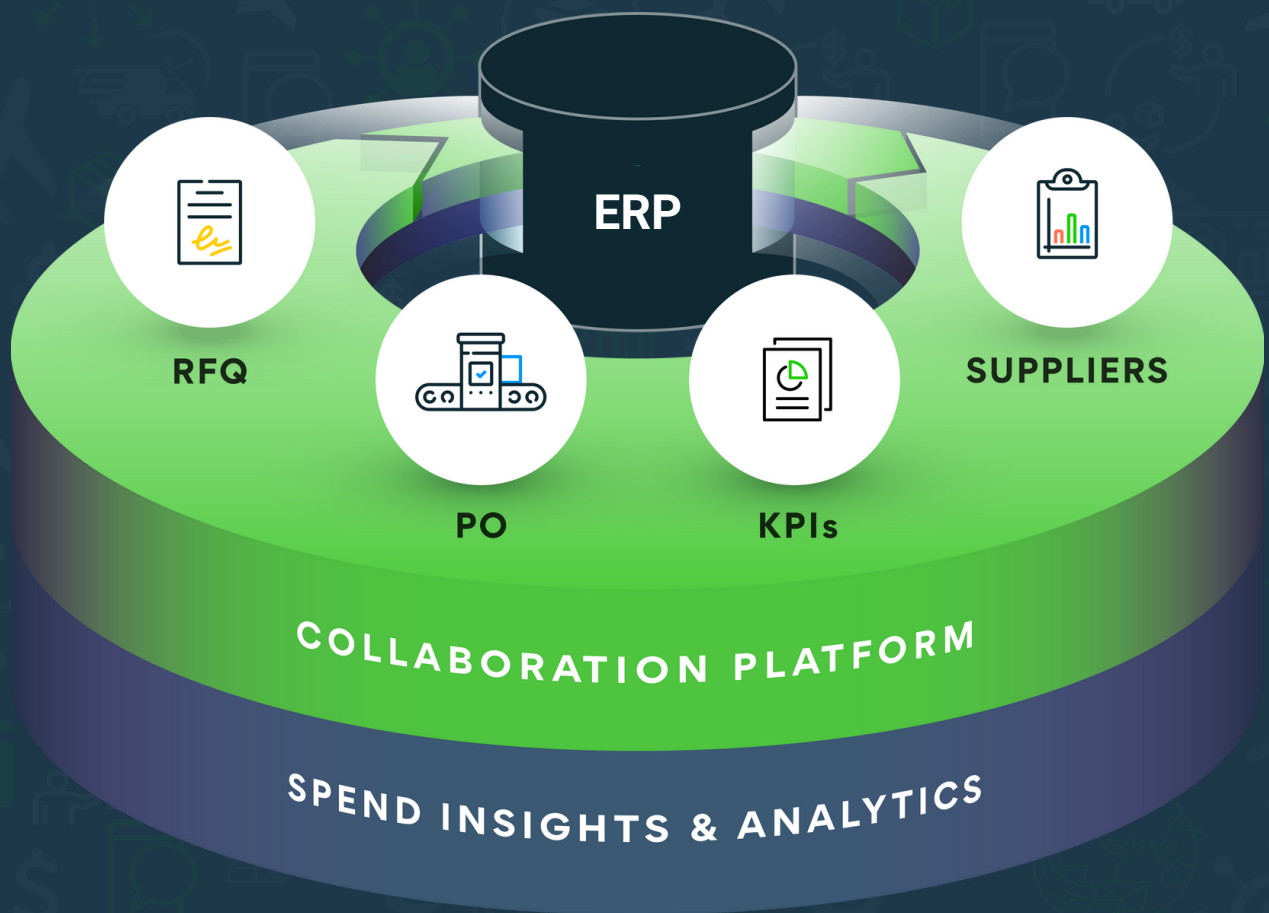 ERP
RFQ
SUPPLIERS
PO
KPIs
COLLABORATION PLATFORM
SPEND INSIGHTS & ANALYTICS